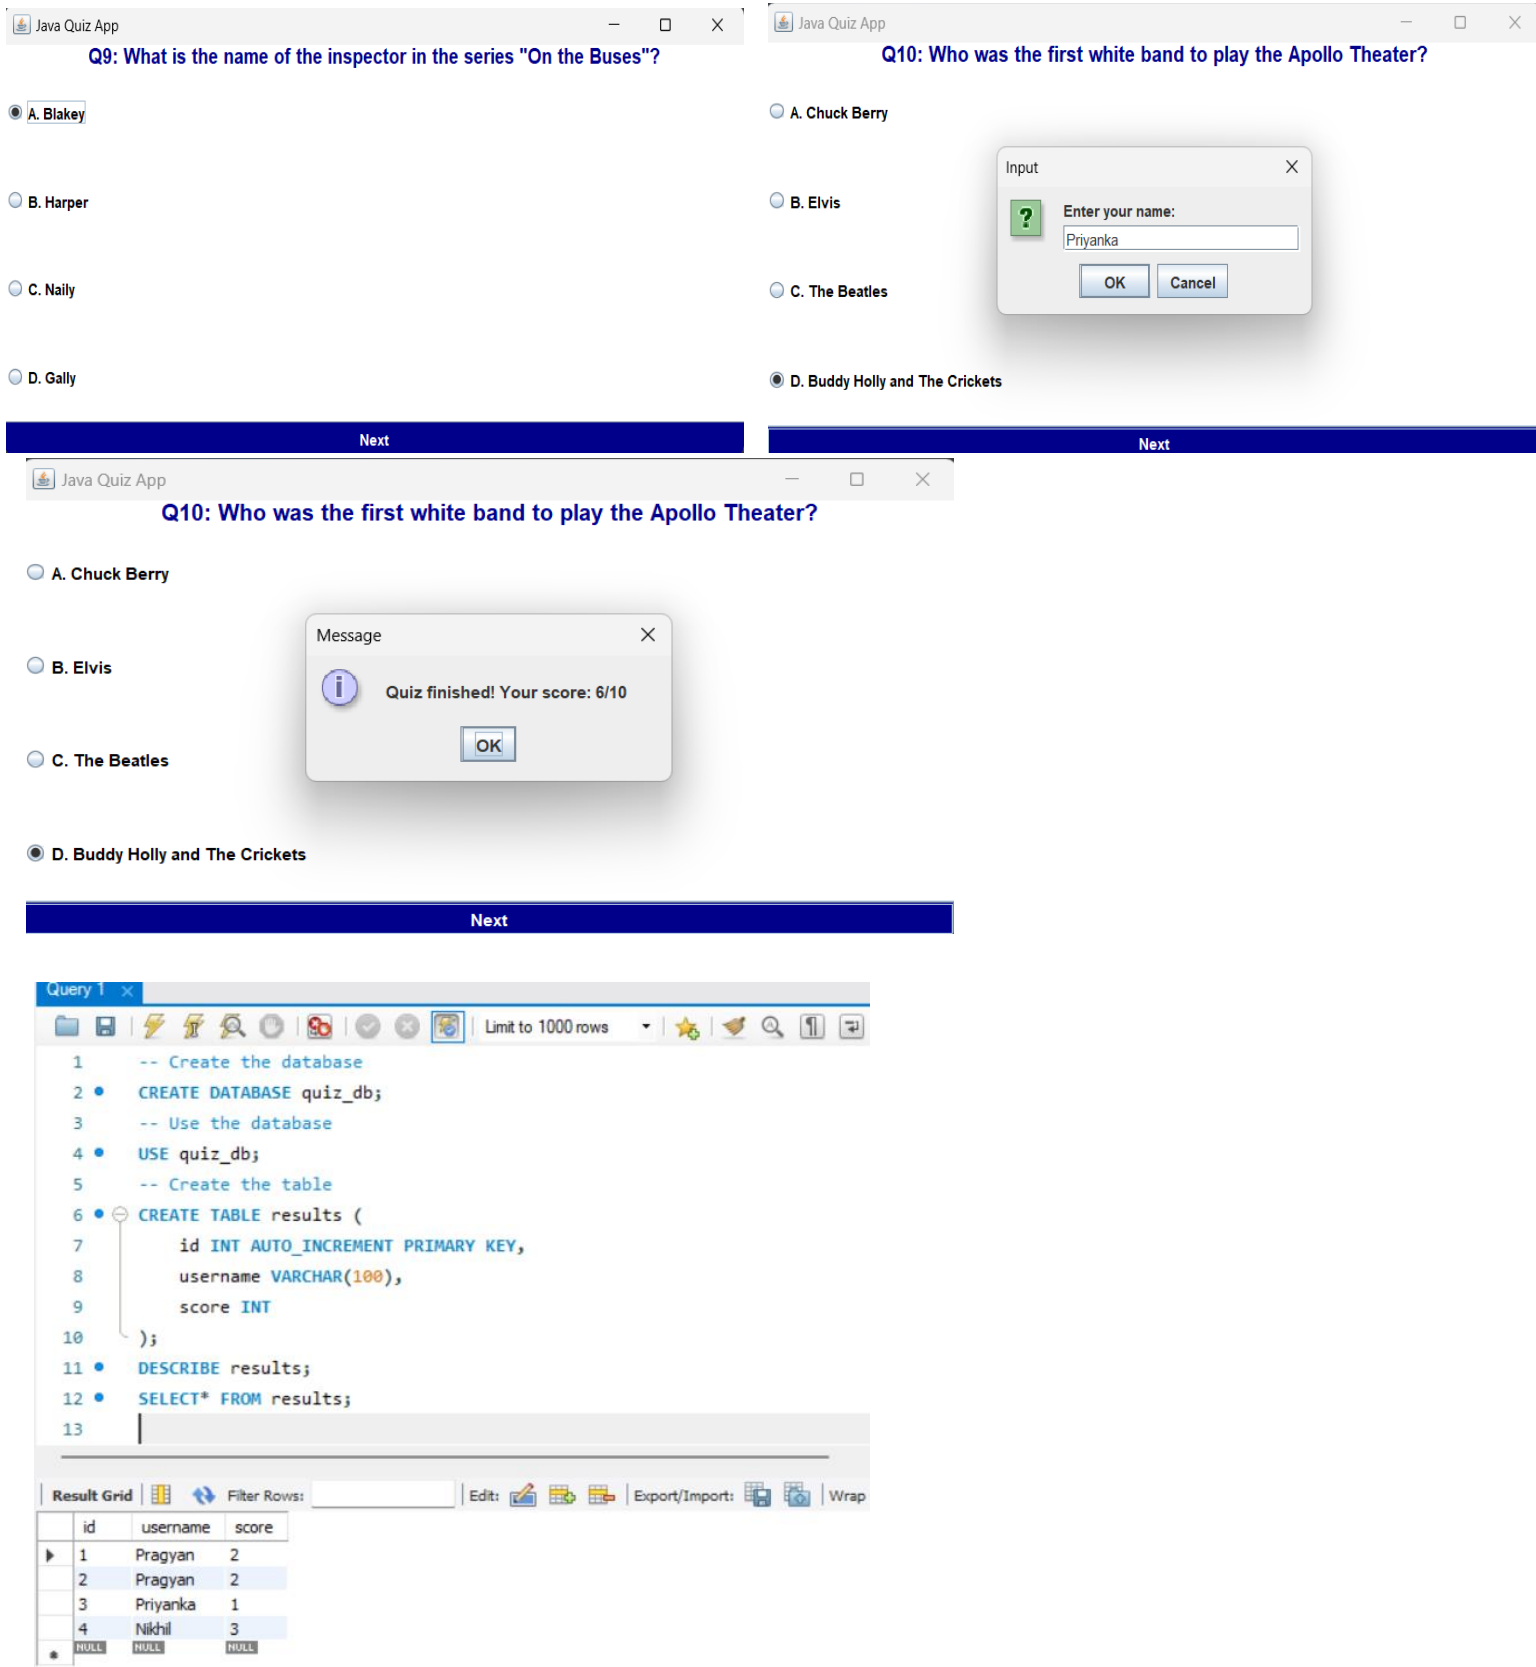 Java Quiz App
Q9: What is the name of the inspector in the series "On the Buses"?
A. Blakey
B. Harper
C. Naily
D. Gally
Next
Java Quiz App
Q10: Who was the first white band to play the Apollo Theater?
A. Chuck Berry
B. Elvis
C. The Beatles
D. Buddy Holly and The Crickets
Input
Enter your name:
Priyanka
OK Cancel
Next
Java Quiz App
Q10: Who was the first white band to play the Apollo Theater?
A. Chuck Berry
B. Elvis
C. The Beatles
D. Buddy Holly and The Crickets
Message
Quiz finished! Your score: 6/10
OK
Next
Query 1
Limit to 1000 rows
1 -- Create the database
2 CREATE DATABASE quiz_db;
3 -- Use the database
4 USE quiz_db;
5 -- Create the table
6 CREATE TABLE results (
7 id INT AUTO_INCREMENT PRIMARY KEY,
8 username VARCHAR(100),
9 score INT
10 );
11 DESCRIBE results;
12 SELECT* FROM results;
13
Result Grid Filter Rows: Edit: Export/Import: Wrap
id username score
1 Pragyan 2
2 Pragyan 2
3 Priyanka 1
4 Nikhil 3
NULL NULL NULL